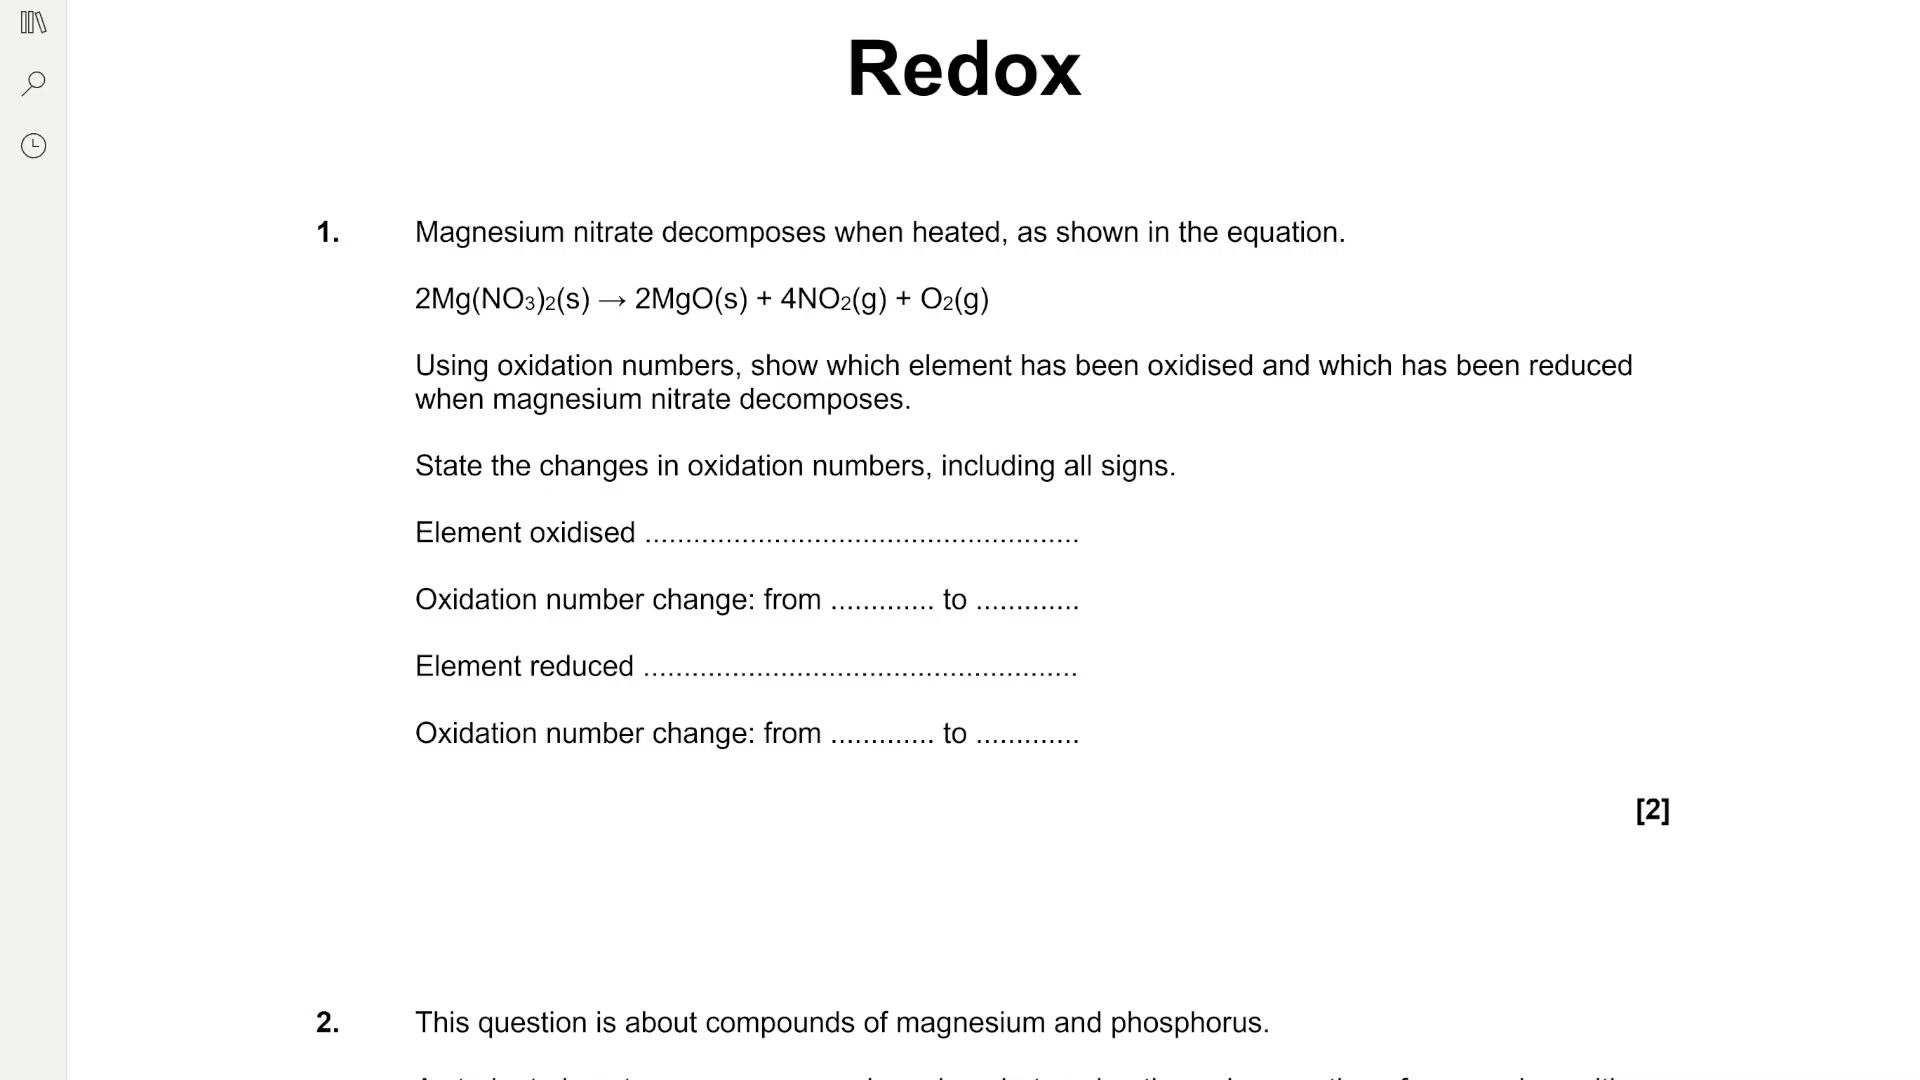 Redox
1. Magnesium nitrate decomposes when heated, as shown in the equation.
2Mg(NO₃)₂(s) → 2MgO(s) + 4NO₂(g) + O₂(g)
Using oxidation numbers, show which element has been oxidised and which has been reduced
when magnesium nitrate decomposes.
State the changes in oxidation numbers, including all signs.
Element oxidised ......................................................
Oxidation number change: from ............. to .............
Element reduced ......................................................
Oxidation number change: from ............. to .............
[2]
2. This question is about compounds of magnesium and phosphorus.